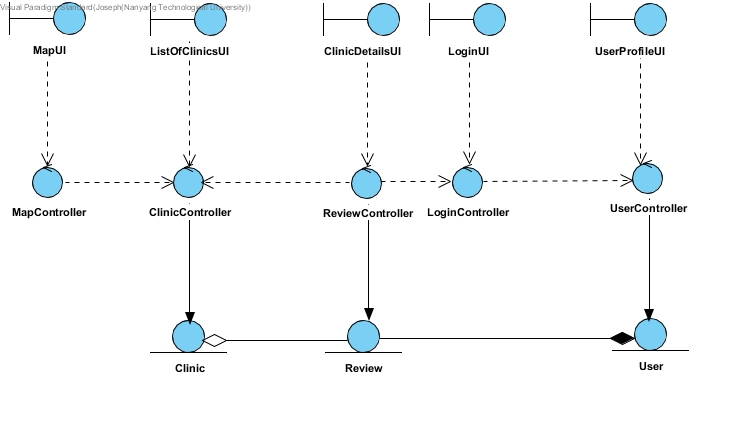 Visual Paradigm Standard(Joseph(Nanyang Technological University))
MapUI
ListOfClinicsUI
ClinicDetailsUI
LoginUI
UserProfileUI
MapController
ClinicController
ReviewController
LoginController
UserController
Clinic
Review
User